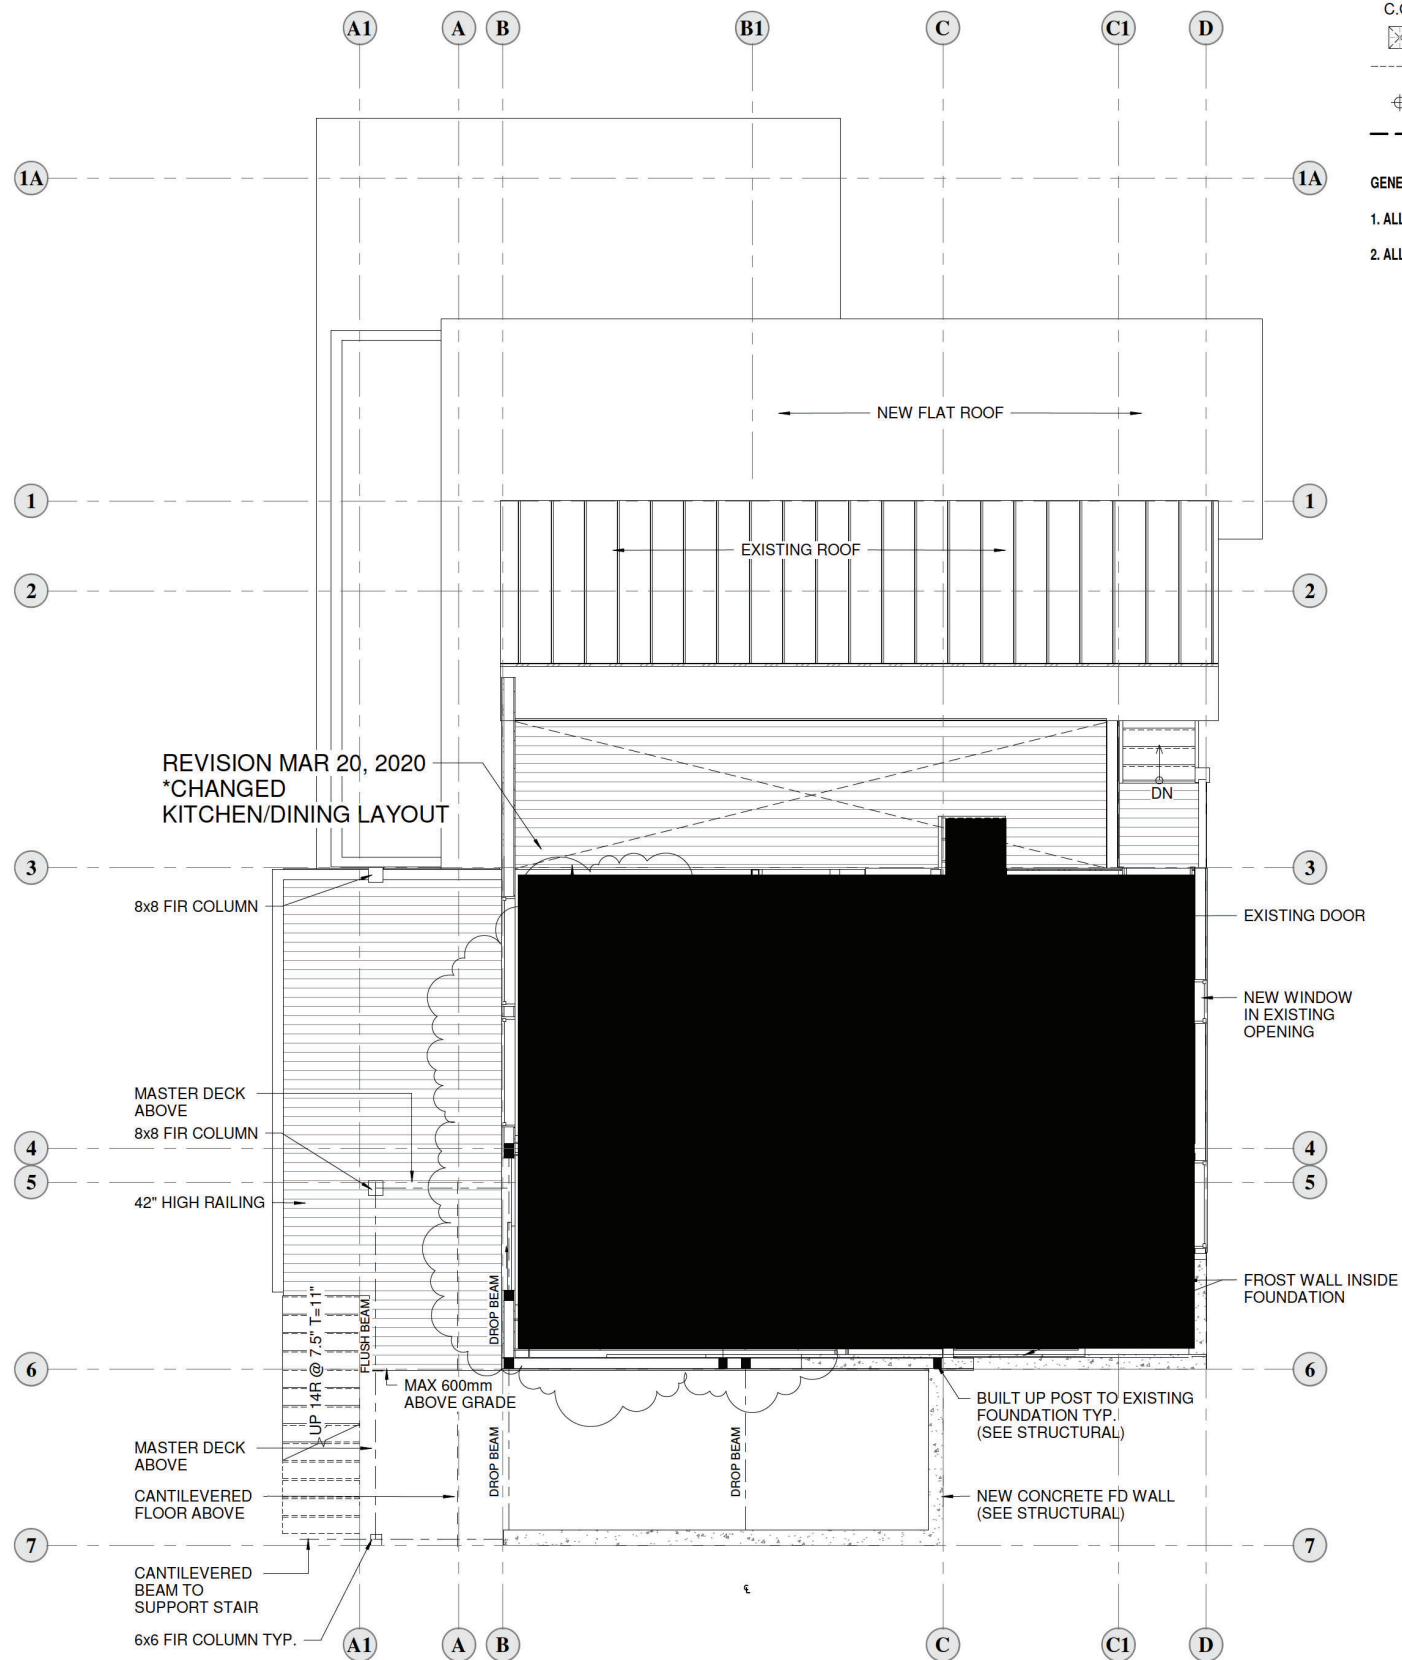 A1 A B B1 C C1 D
1A 1A
GENE
1. ALL
2. ALL
NEW FLAT ROOF
1 1
EXISTING ROOF
2 2
REVISION MAR 20, 2020
*CHANGED
KITCHEN/DINING LAYOUT
DN
3 3
8x8 FIR COLUMN
EXISTING DOOR
NEW WINDOW
IN EXISTING
OPENING
MASTER DECK
ABOVE
8x8 FIR COLUMN
4 4
5 5
42" HIGH RAILING
UP 14R @ 7.5" T=11"
FLUSH BEAM
DROP BEAM
FROST WALL INSIDE
FOUNDATION
6 6
MAX 600mm
ABOVE GRADE
BUILT UP POST TO EXISTING
FOUNDATION TYP.
(SEE STRUCTURAL)
MASTER DECK
ABOVE
DROP BEAM
DROP BEAM
CANTILEVERED
FLOOR ABOVE
NEW CONCRETE FD WALL
(SEE STRUCTURAL)
7 7
CANTILEVERED
BEAM TO
SUPPORT STAIR
6x6 FIR COLUMN TYP.
A1 A B C C1 D